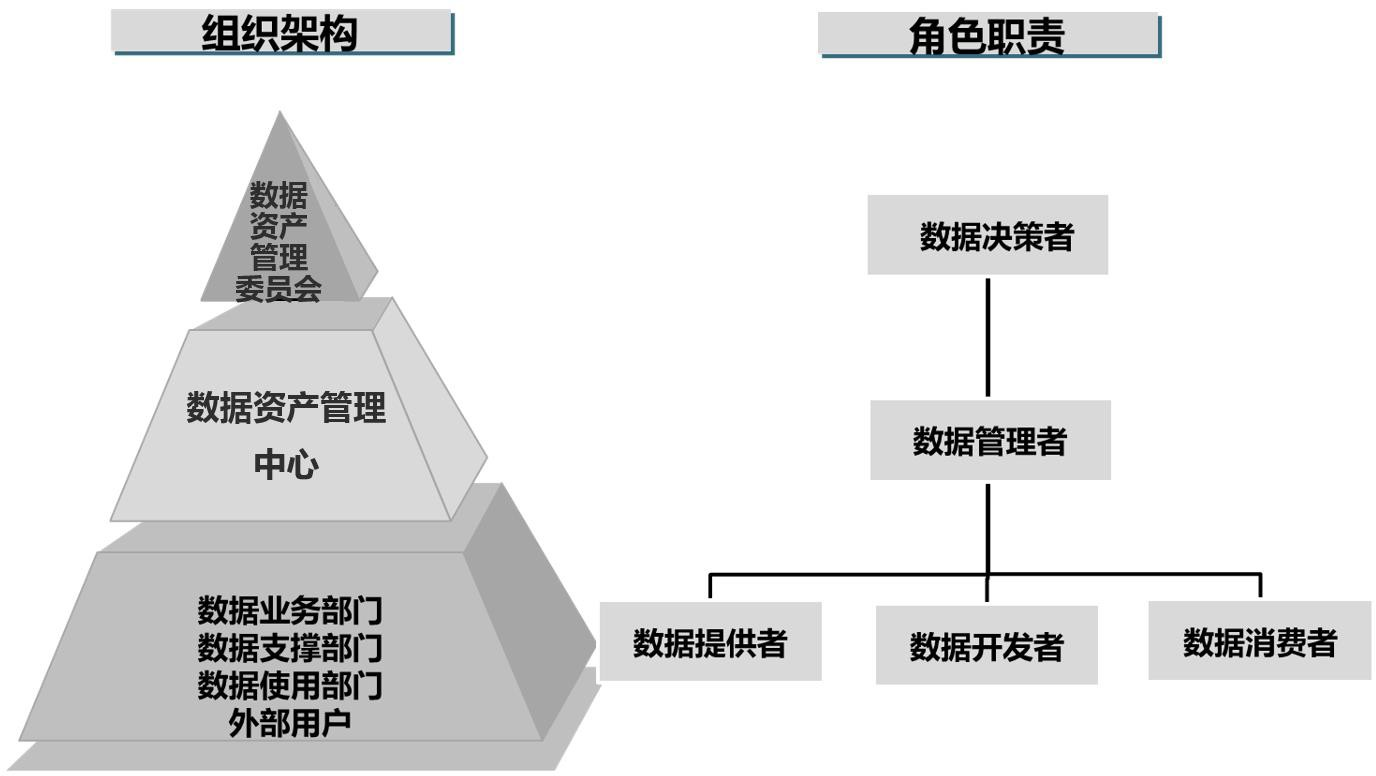 组织架构
角色职责
数据
资产
管理
委员会
数据资产管理
中心
数据业务部门
数据支撑部门
数据使用部门
外部用户
数据决策者
数据管理者
数据提供者
数据开发者
数据消费者